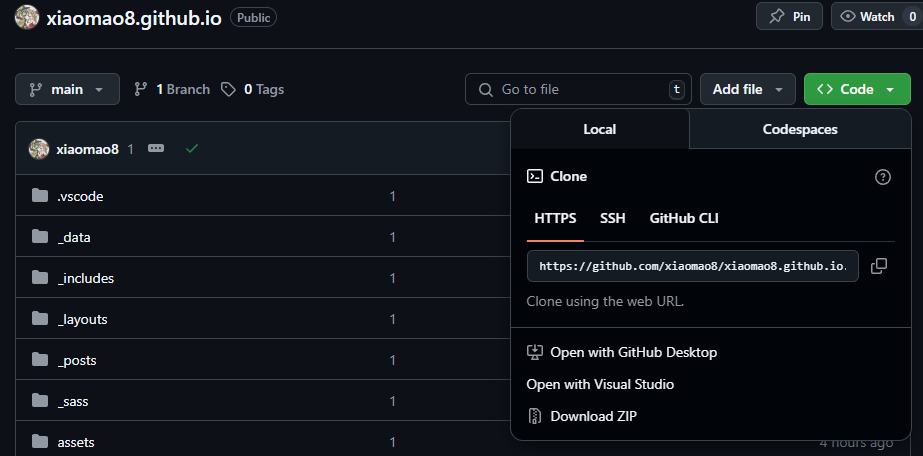 xiaomao8.github.io Public Pin Watch 0
main 1 Branch 0 Tags Go to file t Add file Code
Local Codespaces
xiaomao8 1
Clone
.vscode 1
HTTPS SSH GitHub CLI
_data 1
https://github.com/xiaomao8/xiaomao8.github.io.
_includes 1
Clone using the web URL.
_layouts 1
Open with GitHub Desktop
_posts 1
Open with Visual Studio
_sass 1
Download ZIP
assets 1 4 hours ago